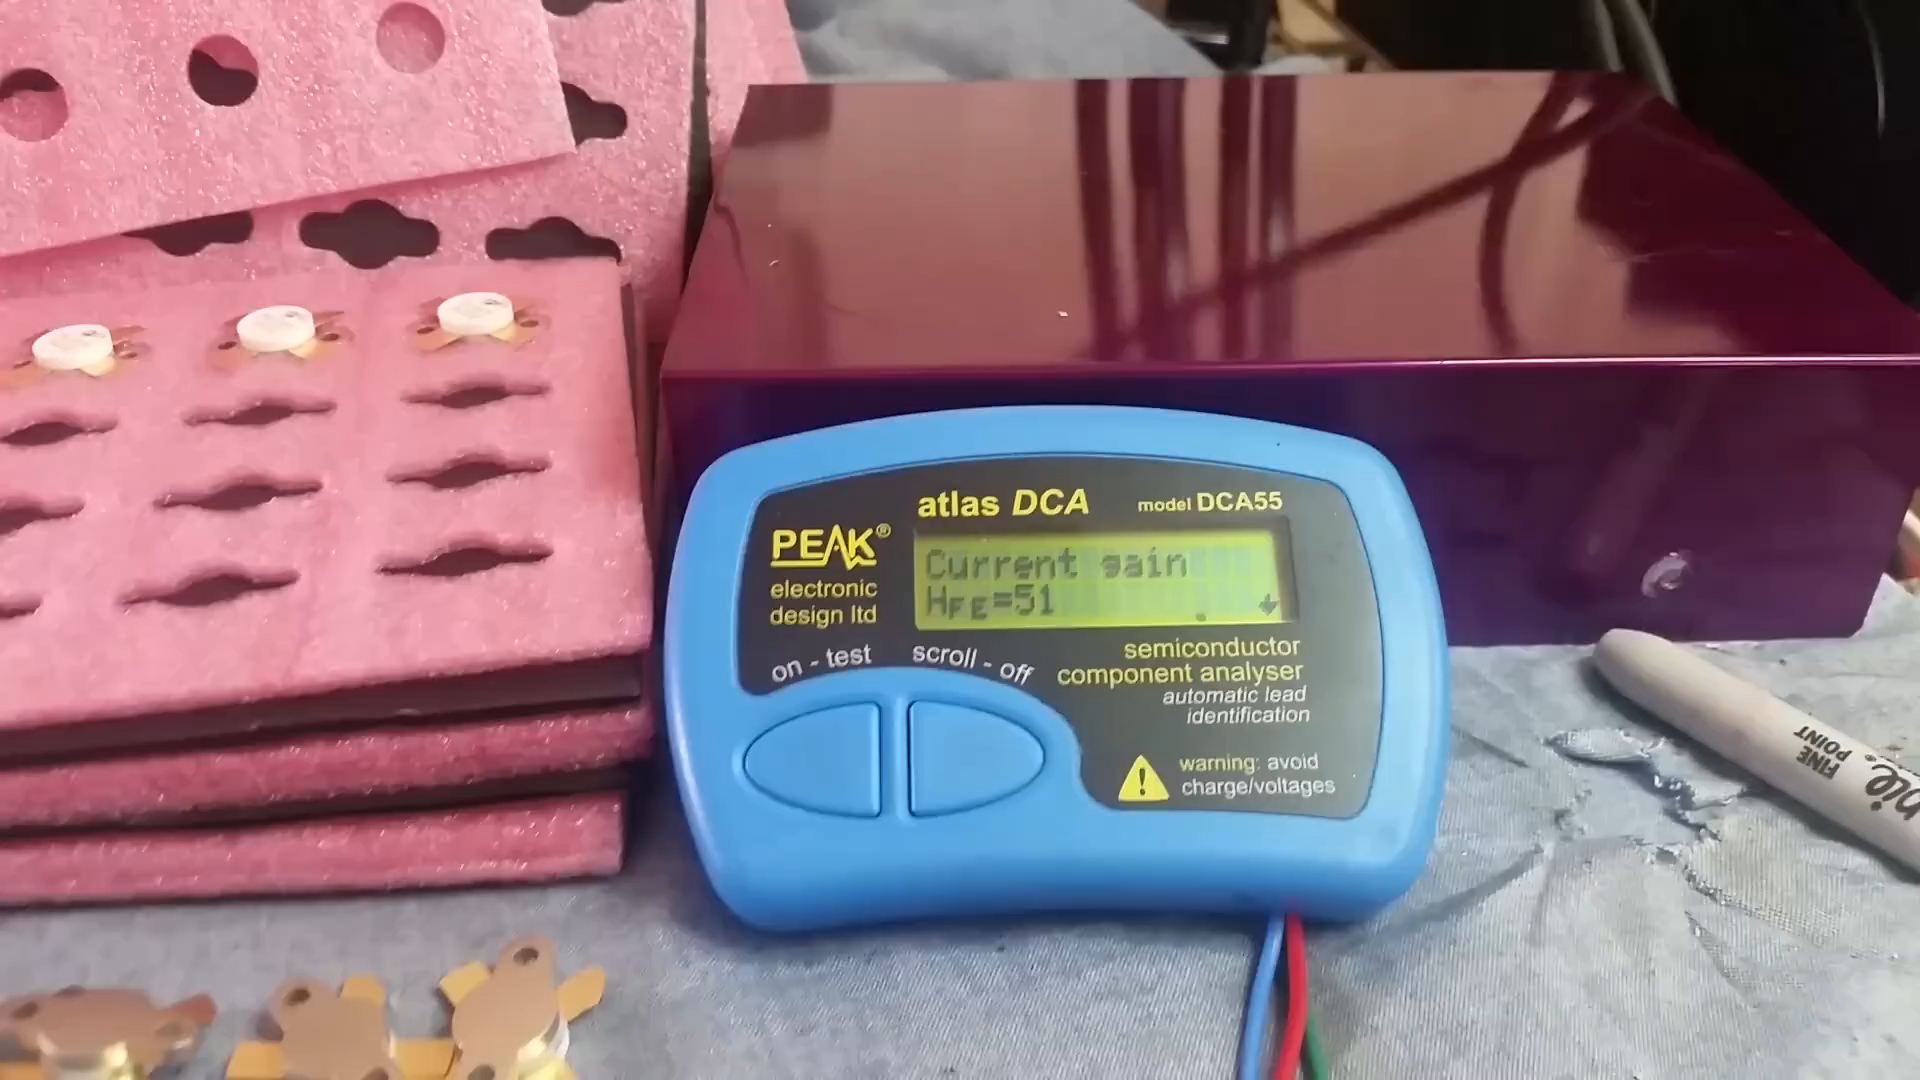 atlas DCA
model DCA55
PEAK®
electronic
design ltd
Current gain
HFE=51
on - test
scroll - off
semiconductor
component analyser
automatic lead
identification
warning: avoid
charge/voltages
FINE
POINT